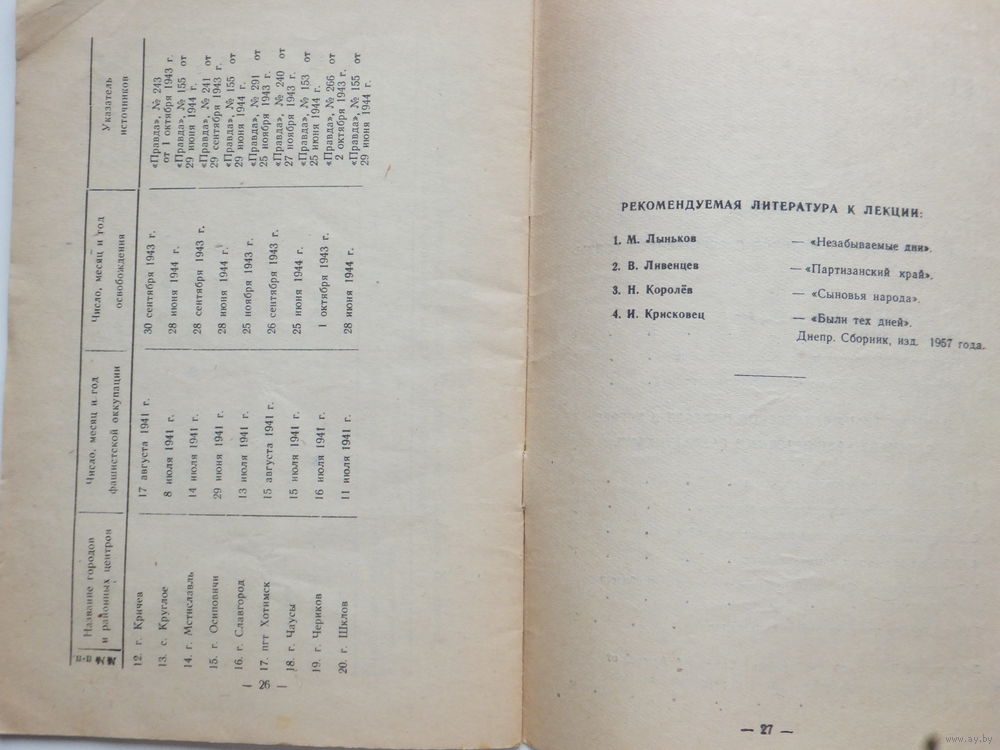 №№ п-п Название городов и районных центров Число, месяц и год фашистской оккупации Число, месяц и год освобождения Указатель источников
12. г. Кричев 17 августа 1941 г. 30 сентября 1943 г. «Правда», № 243 от 1 октября 1943 г.
13. с. Круглое 8 июля 1941 г. 28 июня 1944 г. «Правда», № 155 от 29 июня 1944 г.
14. г. Мстиславль 14 июля 1941 г. 28 сентября 1943 г. «Правда», № 241 от 29 сентября 1943 г.
15. г. Осиповичи 29 июня 1941 г. 28 июня 1944 г. «Правда», № 155 от 29 июня 1944 г.
16. г. Славгород 13 июля 1941 г. 25 ноября 1943 г. «Правда», № 291 от 25 ноября 1943 г.
17. пгт Хотимск 15 августа 1941 г. 26 сентября 1943 г. «Правда», № 240 от 27 ноября 1943 г.
18. г. Чаусы 15 июля 1941 г. 25 июня 1944 г. «Правда», № 153 от 25 июня 1944 г.
19. г. Чериков 16 июля 1941 г. 1 октября 1943 г. «Правда», № 266 от 2 октября 1943 г.
20. г. Шклов 11 июля 1941 г. 28 июня 1944 г. «Правда», № 155 от 29 июня 1944 г.
— 26 —
РЕКОМЕНДУЕМАЯ ЛИТЕРАТУРА К ЛЕКЦИИ:
1. М. Лыньков — «Незабываемые дни».
2. В. Ливенцев — «Партизанский край».
3. Н. Королёв — «Сыновья народа».
4. И. Крисковец — «Были тех дней».
Днепр. Сборник, изд. 1957 года.
— 27 —
www.ay.by